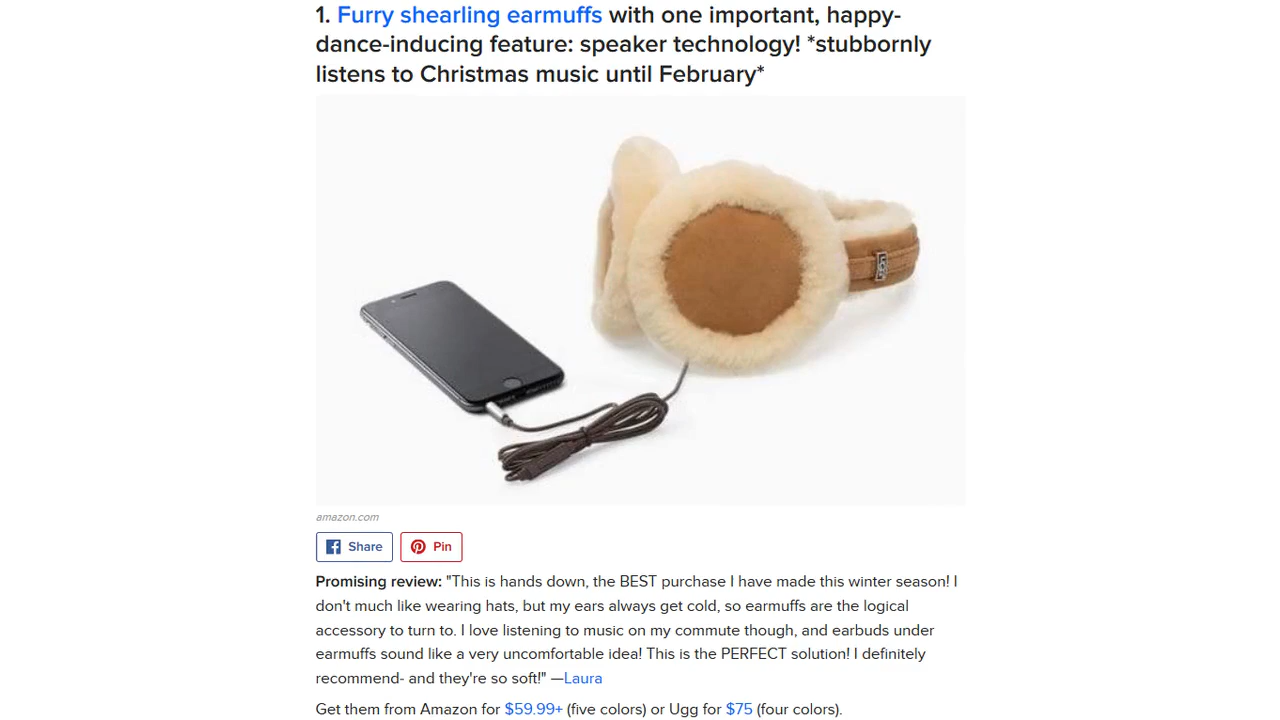 1. Furry shearling earmuffs with one important, happy-
dance-inducing feature: speaker technology! *stubbornly
listens to Christmas music until February*
UGG
amazon.com
Share
Pin
Promising review: "This is hands down, the BEST purchase I have made this winter season! I
don't much like wearing hats, but my ears always get cold, so earmuffs are the logical
accessory to turn to. I love listening to music on my commute though, and earbuds under
earmuffs sound like a very uncomfortable idea! This is the PERFECT solution! I definitely
recommend- and they're so soft!" —Laura
Get them from Amazon for $59.99+ (five colors) or Ugg for $75 (four colors).